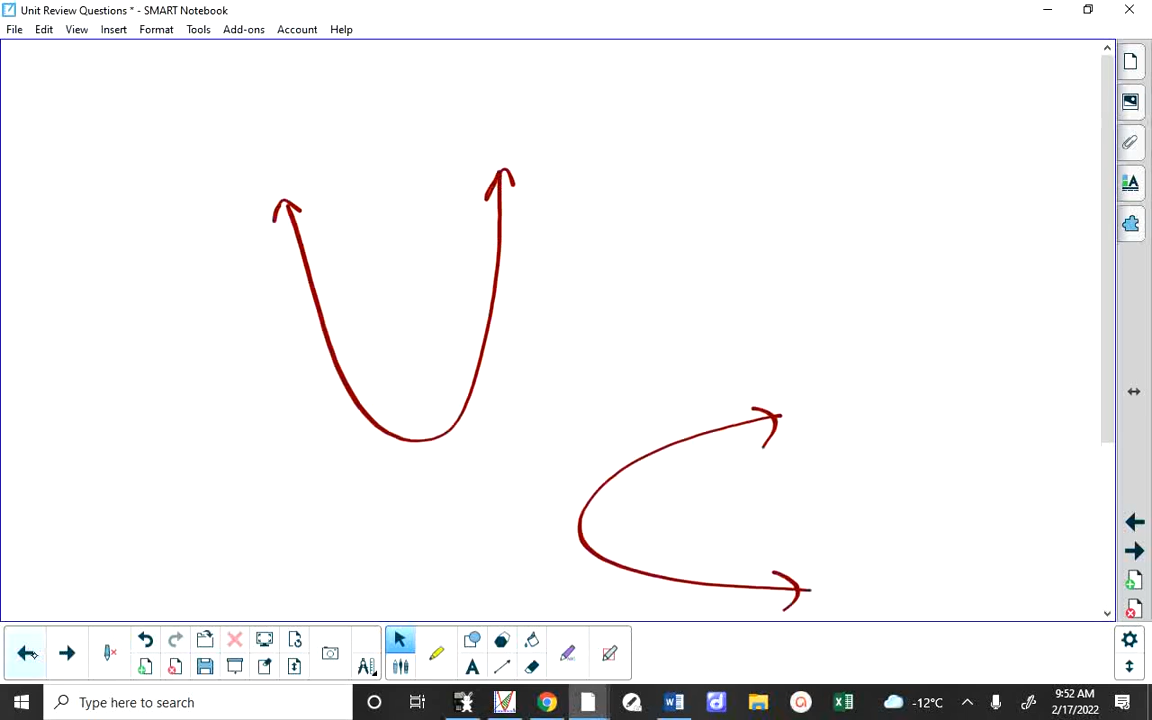 Unit Review Questions * - SMART Notebook
File Edit View Insert Format Tools Add-ons Account Help
Type here to search
-12°C
9:52 AM
2/17/2022